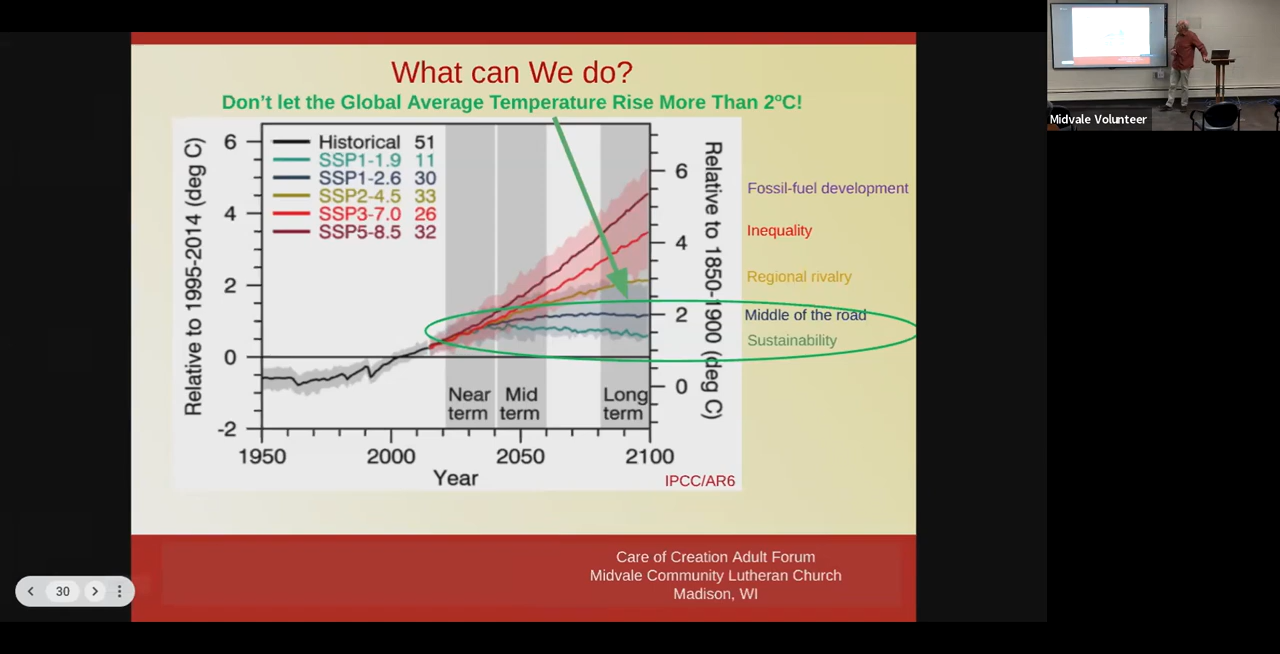 What can We do?
Don't let the Global Average Temperature Rise More Than 2ºC!
Relative to 1995-2014 (deg C)
6
4
2
0
-2
Historical 51
SSP1-1.9 11
SSP1-2.6 30
SSP2-4.5 33
SSP3-7.0 26
SSP5-8.5 32
Near
term
Mid
term
Long
term
6
4
2
0
Relative to 1850-1900 (deg C)
1950
2000
2050
2100
Year
IPCC/AR6
Fossil-fuel development
Inequality
Regional rivalry
Middle of the road
Sustainability
Care of Creation Adult Forum
Midvale Community Lutheran Church
Madison, WI
30
Midvale Volunteer